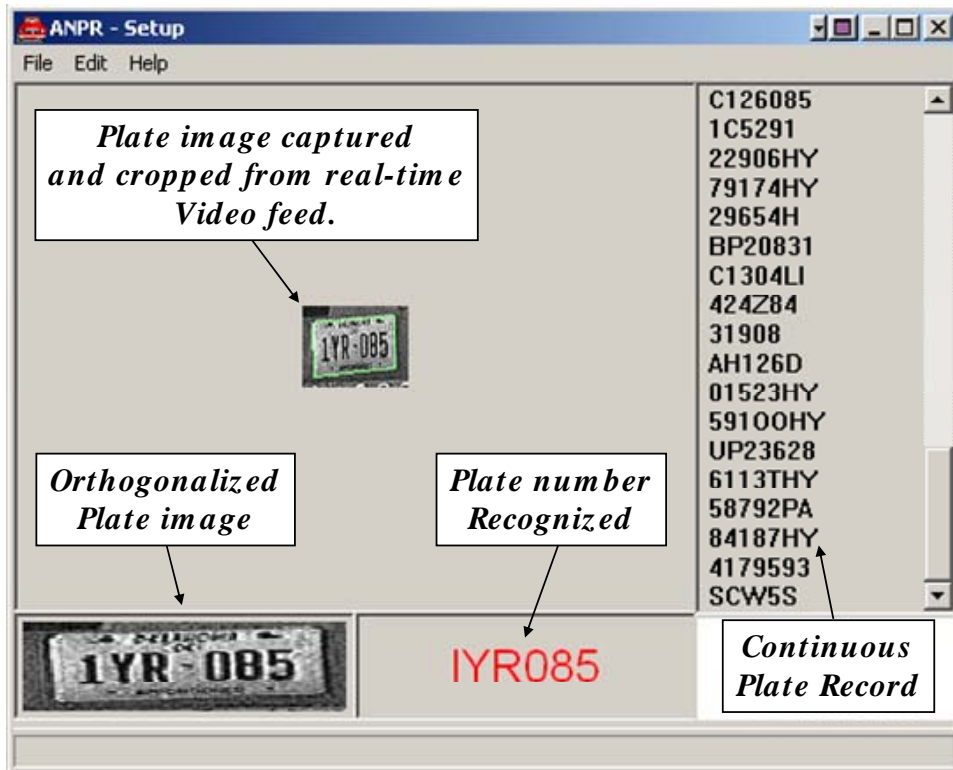 ANPR - Setup
File Edit Help
Plate image captured
and cropped from real-time
Video feed.
1YR-085
Orthogonalized
Plate image
Plate number
Recognized
C126085
1C5291
22906HY
79174HY
29654H
BP20831
C1304LI
424Z84
31908
AH126D
01523HY
59100HY
UP23628
6113THY
58792PA
84187HY
4179593
SCW5S
OKLAHOMA
1YR-085
IYR085
Continuous
Plate Record